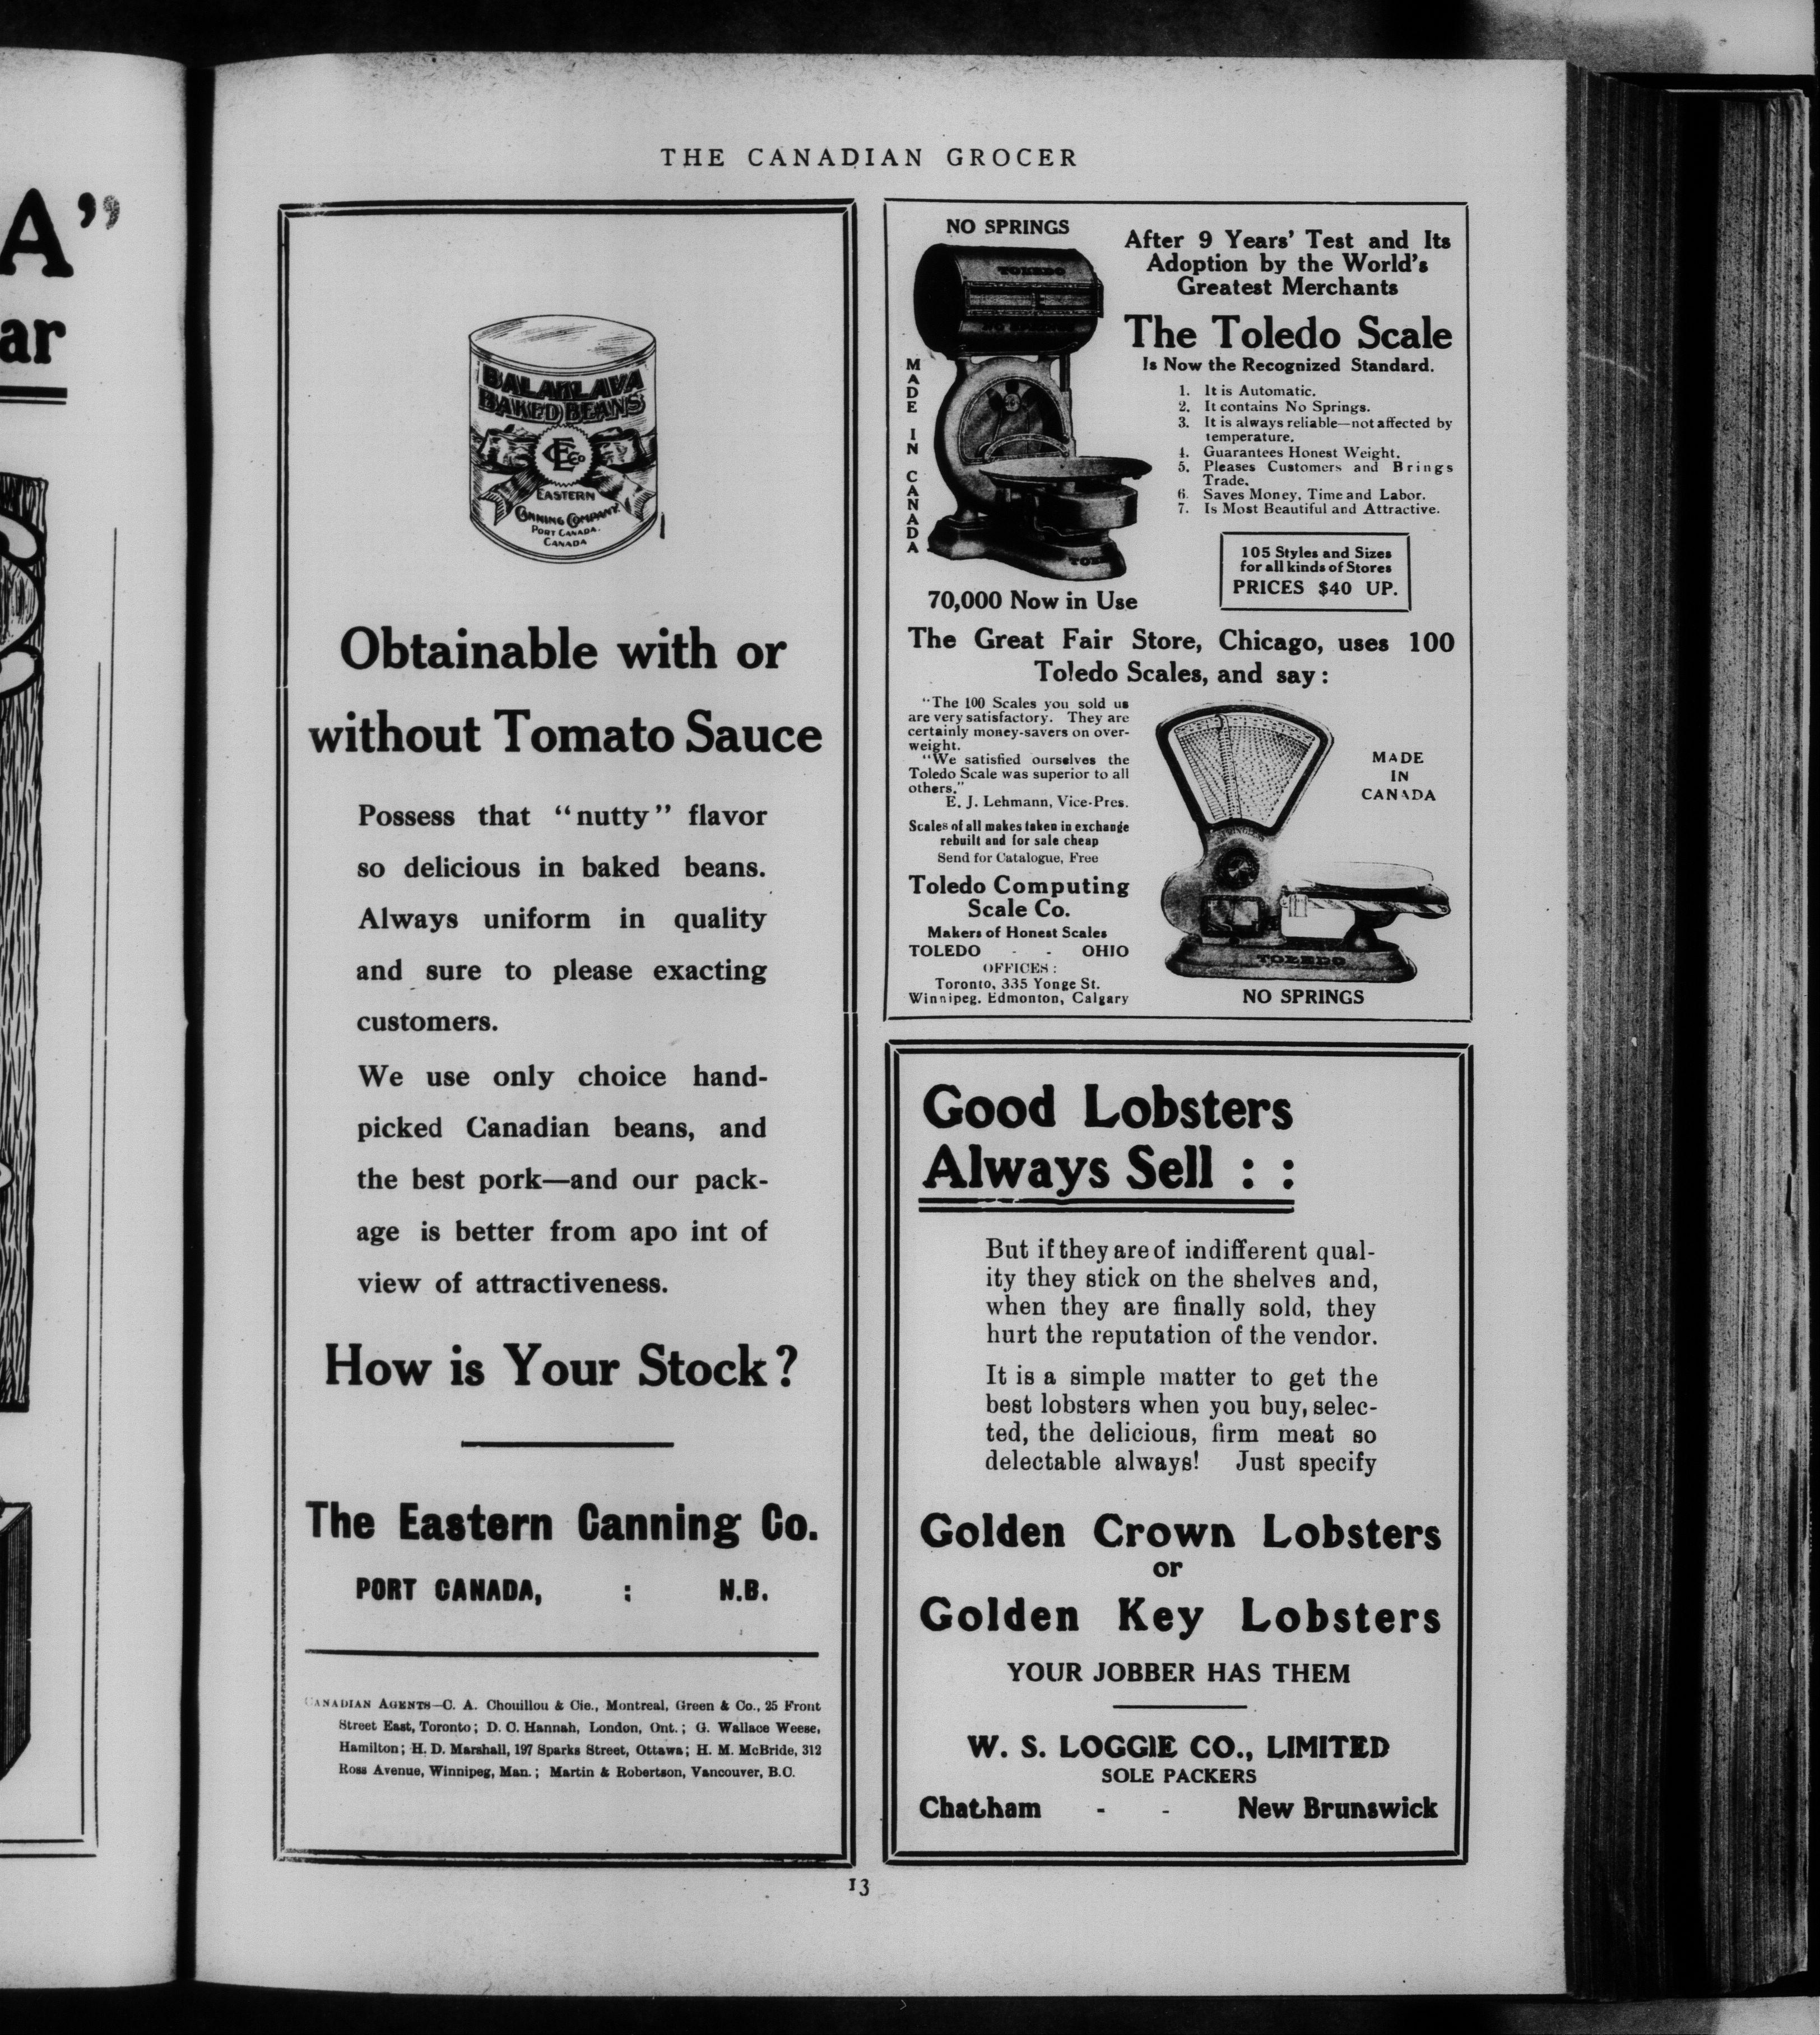 A”
ar
THE CANADIAN GROCER
BALAKLAVA
BAKED BEANS
ECCo
EASTERN
CANNING COMPANY.
PORT CANADA.
CANADA
Obtainable with or
without Tomato Sauce
Possess that “nutty” flavor
so delicious in baked beans.
Always uniform in quality
and sure to please exacting
customers.
We use only choice hand-
picked Canadian beans, and
the best pork—and our pack-
age is better from apo int of
view of attractiveness.
How is Your Stock?
The Eastern Canning Co.
PORT CANADA, : N.B.
CANADIAN AGENTS—C. A. Chouillou & Cie., Montreal, Green & Co., 25 Front
Street East, Toronto; D. C. Hannah, London, Ont.; G. Wallace Weese,
Hamilton; H. D. Marshall, 197 Sparks Street, Ottawa; H. M. McBride, 312
Ross Avenue, Winnipeg, Man.; Martin & Robertson, Vancouver, B.C.
NO SPRINGS
TOLEDO
NO SPRINGS
MADE IN CANADA
TOL
70,000 Now in Use
After 9 Years’ Test and Its
Adoption by the World’s
Greatest Merchants
The Toledo Scale
Is Now the Recognized Standard.
1. It is Automatic.
2. It contains No Springs.
3. It is always reliable—not affected by
temperature.
4. Guarantees Honest Weight.
5. Pleases Customers and Brings
Trade.
6. Saves Money, Time and Labor.
7. Is Most Beautiful and Attractive.
105 Styles and Sizes
for all kinds of Stores
PRICES $40 UP.
The Great Fair Store, Chicago, uses 100
Toledo Scales, and say:
“The 100 Scales you sold us
are very satisfactory. They are
certainly money-savers on over-
weight.
“We satisfied ourselves the
Toledo Scale was superior to all
others.”
E. J. Lehmann, Vice-Pres.
Scales of all makes taken in exchange
rebuilt and for sale cheap
Send for Catalogue, Free
Toledo Computing
Scale Co.
Makers of Honest Scales
TOLEDO - - OHIO
OFFICES:
Toronto, 335 Yonge St.
Winnipeg. Edmonton, Calgary
MADE
IN
CANADA
TOLEDO
NO SPRINGS
Good Lobsters
Always Sell : :
But if they are of indifferent qual-
ity they stick on the shelves and,
when they are finally sold, they
hurt the reputation of the vendor.
It is a simple matter to get the
best lobsters when you buy, selec-
ted, the delicious, firm meat so
delectable always! Just specify
Golden Crown Lobsters
or
Golden Key Lobsters
YOUR JOBBER HAS THEM
W. S. LOGGIE CO., LIMITED
SOLE PACKERS
Chatham - - New Brunswick
13